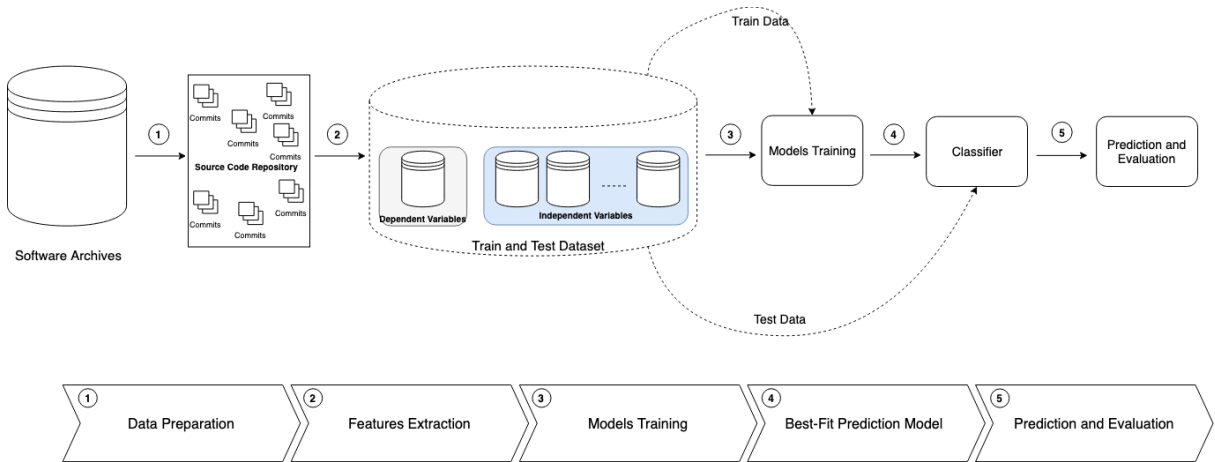 Train Data
1
2
3
4
5
Commits
Commits
Commits
Commits
Source Code Repository
Commits
Commits
Commits
Software Archives
Dependent Variables
Independent Variables
Train and Test Dataset
Models Training
Classifier
Prediction and
Evaluation
Test Data
1
Data Preparation
2
Features Extraction
3
Models Training
4
Best-Fit Prediction Model
5
Prediction and Evaluation